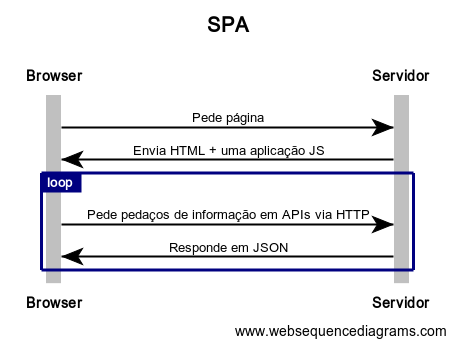 SPA
Browser
Servidor
Pede página
Envia HTML + uma aplicação JS
loop
Pede pedaços de informação em APIs via HTTP
Responde em JSON
Browser
Servidor
www.websequencediagrams.com